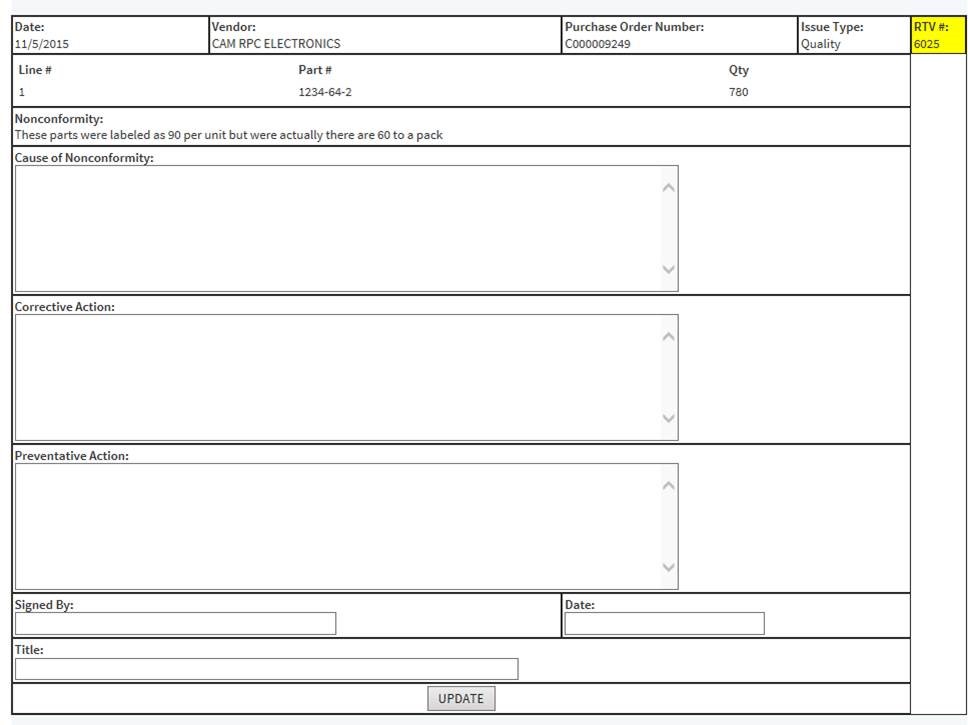 Date: Vendor: Purchase Order Number: Issue Type: RTV #:
11/5/2015 CAM RPC ELECTRONICS C000009249 Quality 6025
Line # Part # Qty
1 1234-64-2 780
Nonconformity:
These parts were labeled as 90 per unit but were actually there are 60 to a pack
Cause of Nonconformity:
Corrective Action:
Preventative Action:
Signed By: Date:
Title:
UPDATE